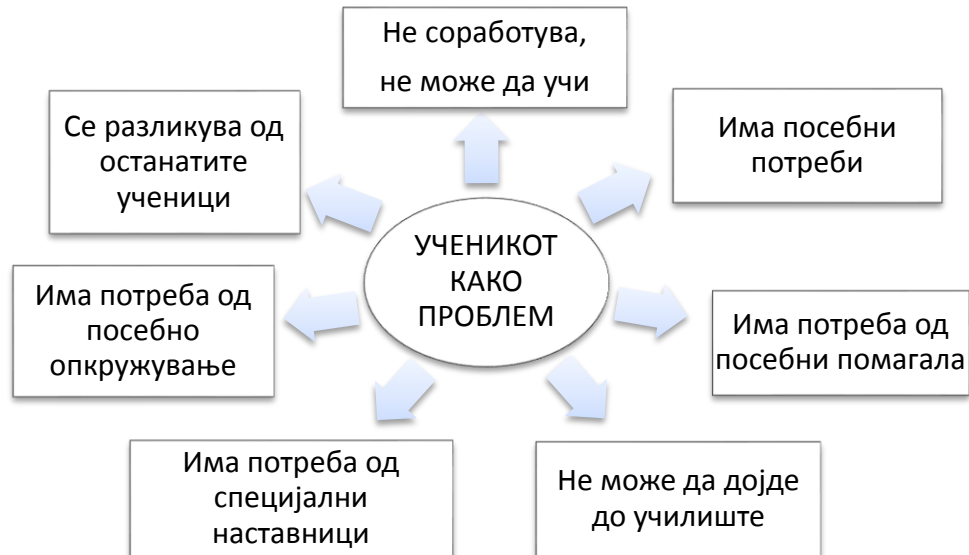 Не соработува,
не може да учи
Се разликува од
останатите
ученици
Има посебни
потреби
УЧЕНИКОТ
КАКО
ПРОБЛЕМ
Има потреба од
посебно
опкружување
Има потреба од
посебни помагала
Има потреба од
специјални
наставници
Не може да дојде
до училиште